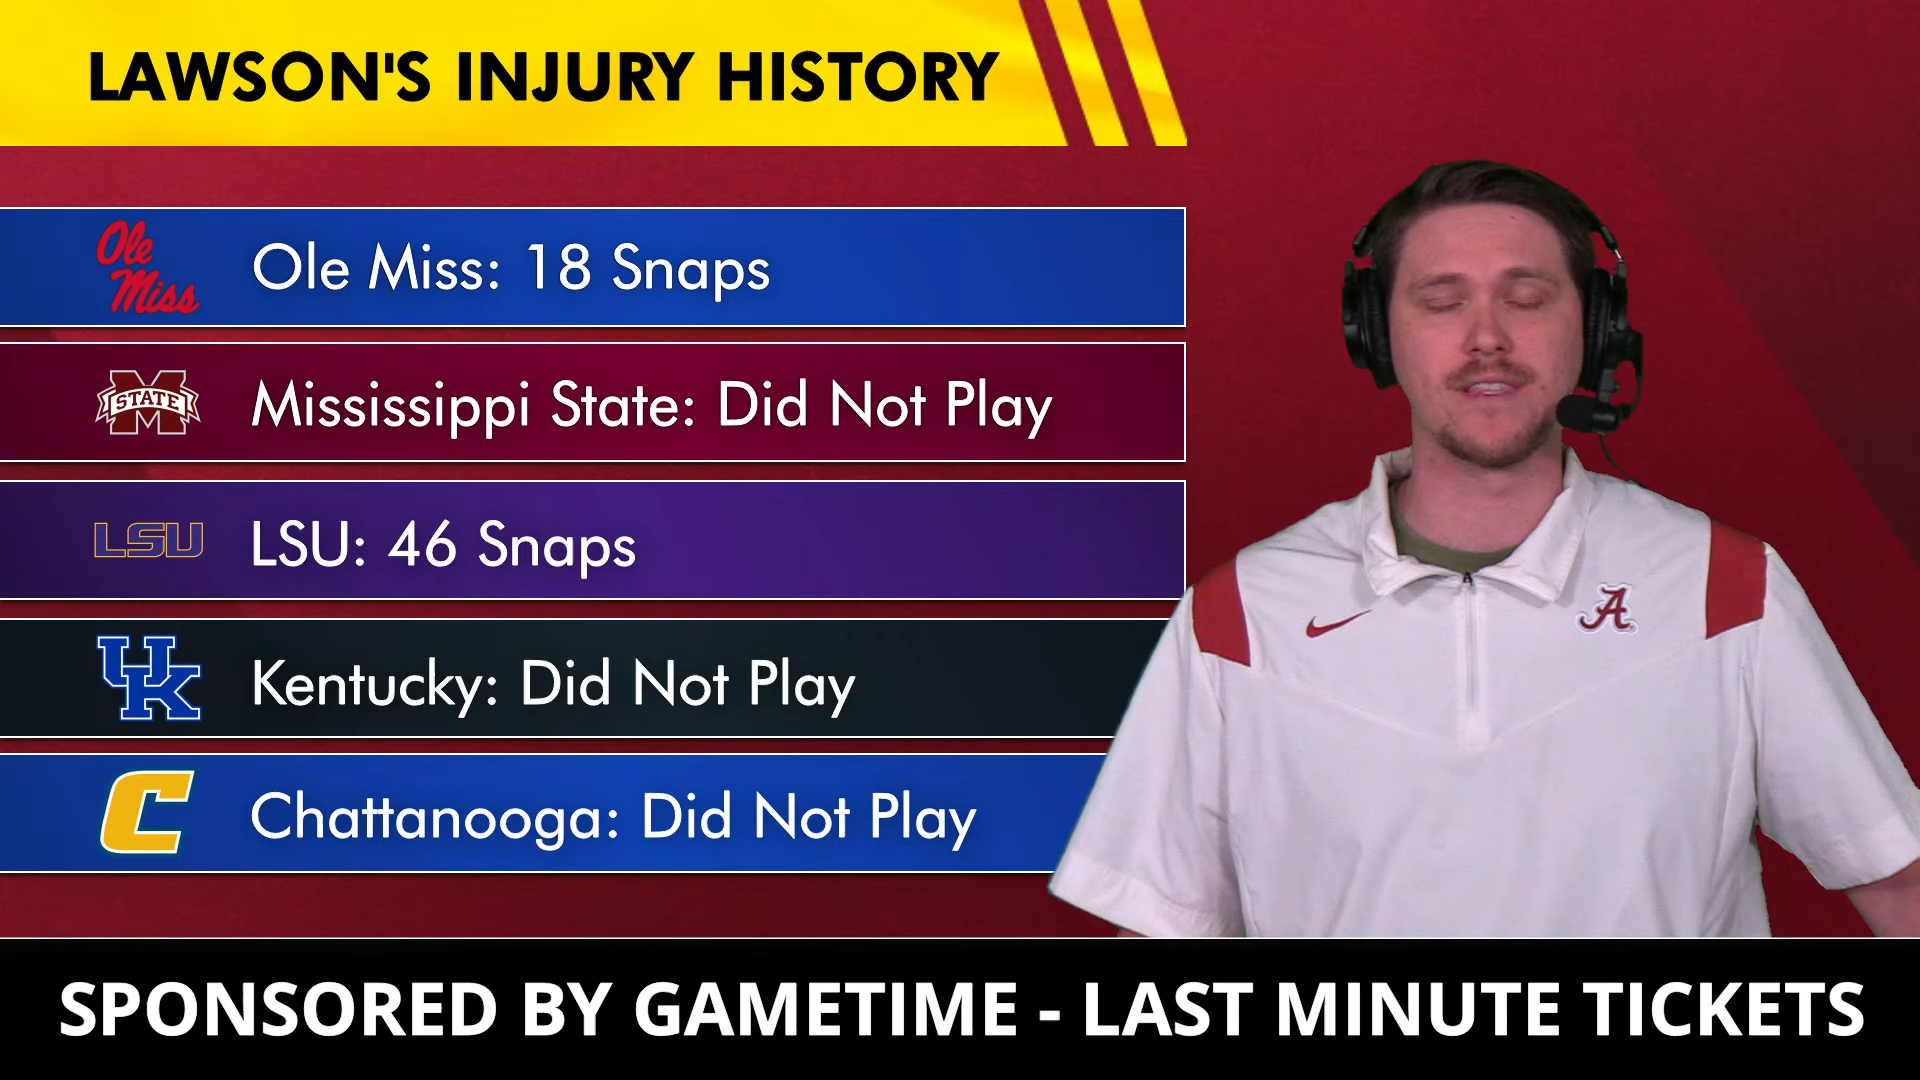 LAWSON'S INJURY HISTORY
Ole
Miss
Ole Miss: 18 Snaps
STATE
Mississippi State: Did Not Play
LSU
LSU: 46 Snaps
UK
Kentucky: Did Not Play
C
Chattanooga: Did Not Play
A
SPONSORED BY GAMETIME - LAST MINUTE TICKETS